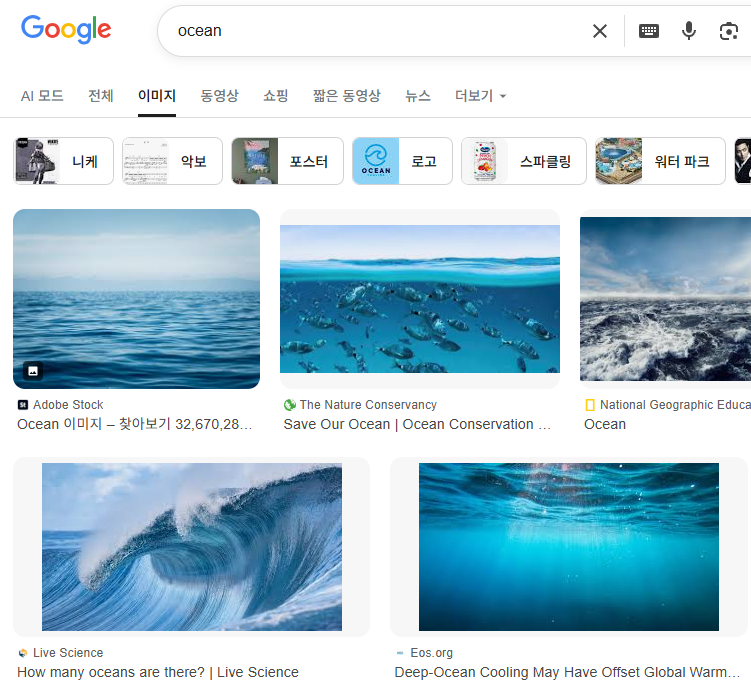 Google
ocean
AI 모드 전체 이미지 동영상 쇼핑 짧은 동영상 뉴스 더보기
니케 악보 포스터 OCEAN 로고 스파클링 워터 파크
St Adobe Stock
Ocean 이미지 – 찾아보기 32,670,28...
The Nature Conservancy
Save Our Ocean | Ocean Conservation ...
National Geographic Educa
Ocean
Live Science
How many oceans are there? | Live Science
Eos.org
Deep-Ocean Cooling May Have Offset Global Warm...